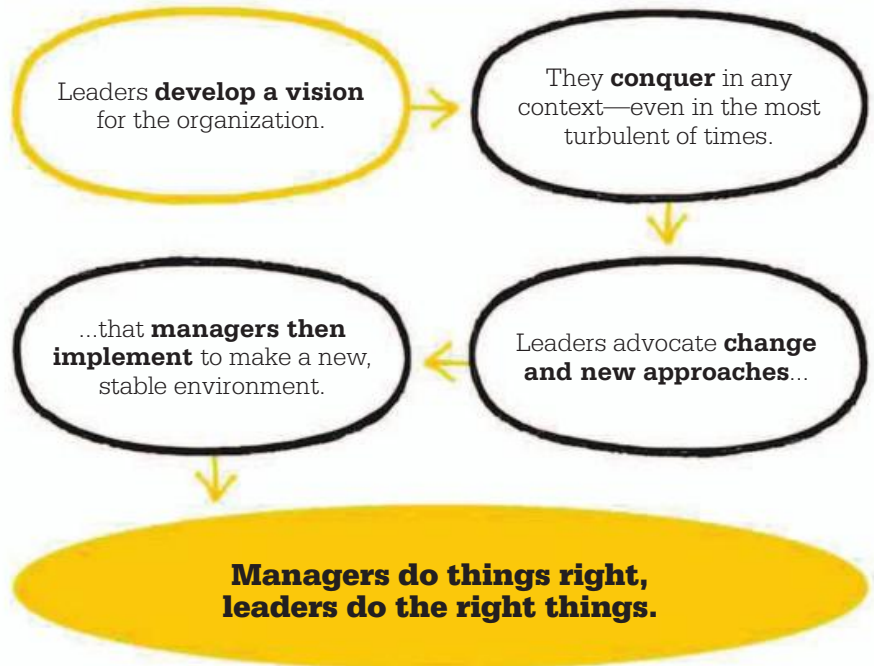 Leaders develop a vision
for the organization.
They conquer in any
context—even in the most
turbulent of times.
Leaders advocate change
and new approaches...
...that managers then
implement to make a new,
stable environment.
Managers do things right,
leaders do the right things.